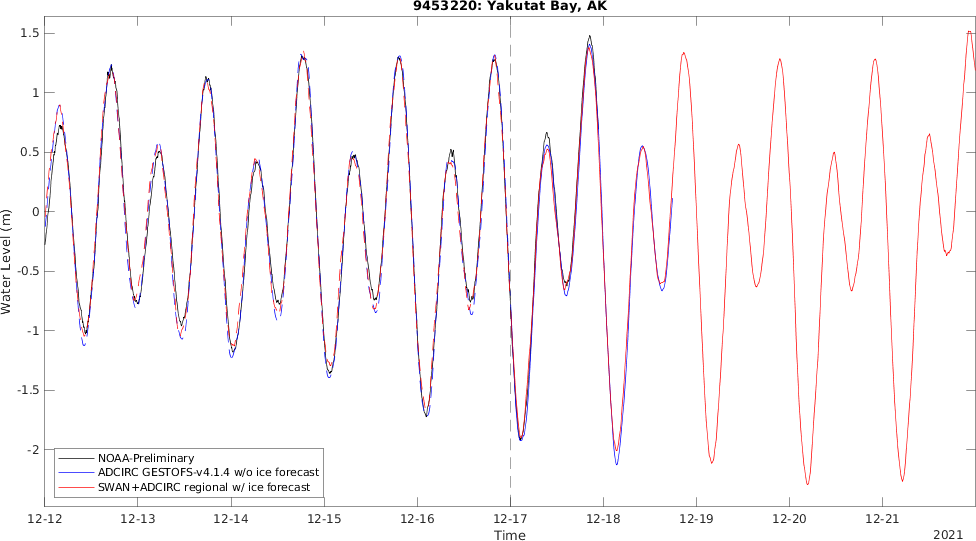 9453220: Yakutat Bay, AK
1.5
1
0.5
0
-0.5
-1
-1.5
-2
Water Level (m)
NOAA-Preliminary
ADCIRC GESTOFS-v4.1.4 w/o ice forecast
SWAN+ADCIRC regional w/ ice forecast
12-12 12-13 12-14 12-15 12-16 12-17 12-18 12-19 12-20 12-21
Time
2021